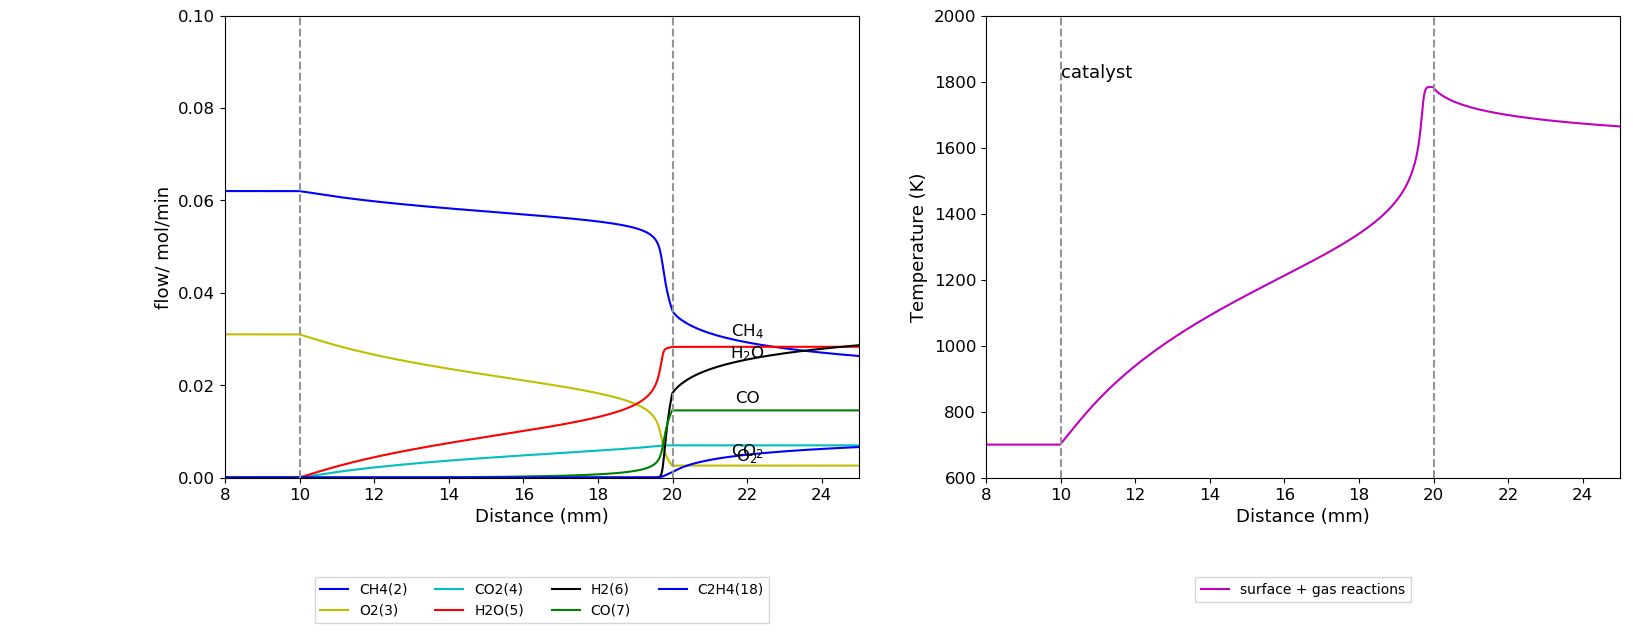 0.10
0.08
0.06
0.04
0.02
0.00
flow/ mol/min
CH₄
H₂O
CO
CO₂
O₂
8 10 12 14 16 18 20 22 24
Distance (mm)
CH4(2) CO2(4) H2(6) C2H4(18)
O2(3) H2O(5) CO(7)
2000
1800
1600
1400
1200
1000
800
600
Temperature (K)
catalyst
8 10 12 14 16 18 20 22 24
Distance (mm)
surface + gas reactions